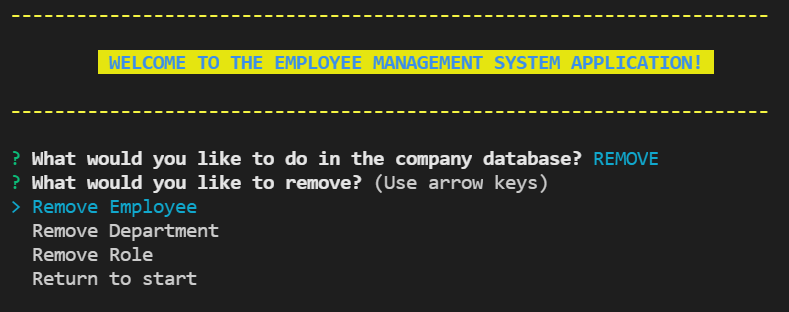 ----------------------------------------------------------------------
WELCOME TO THE EMPLOYEE MANAGEMENT SYSTEM APPLICATION!
----------------------------------------------------------------------
? What would you like to do in the company database? REMOVE
? What would you like to remove? (Use arrow keys)
> Remove Employee
Remove Department
Remove Role
Return to start